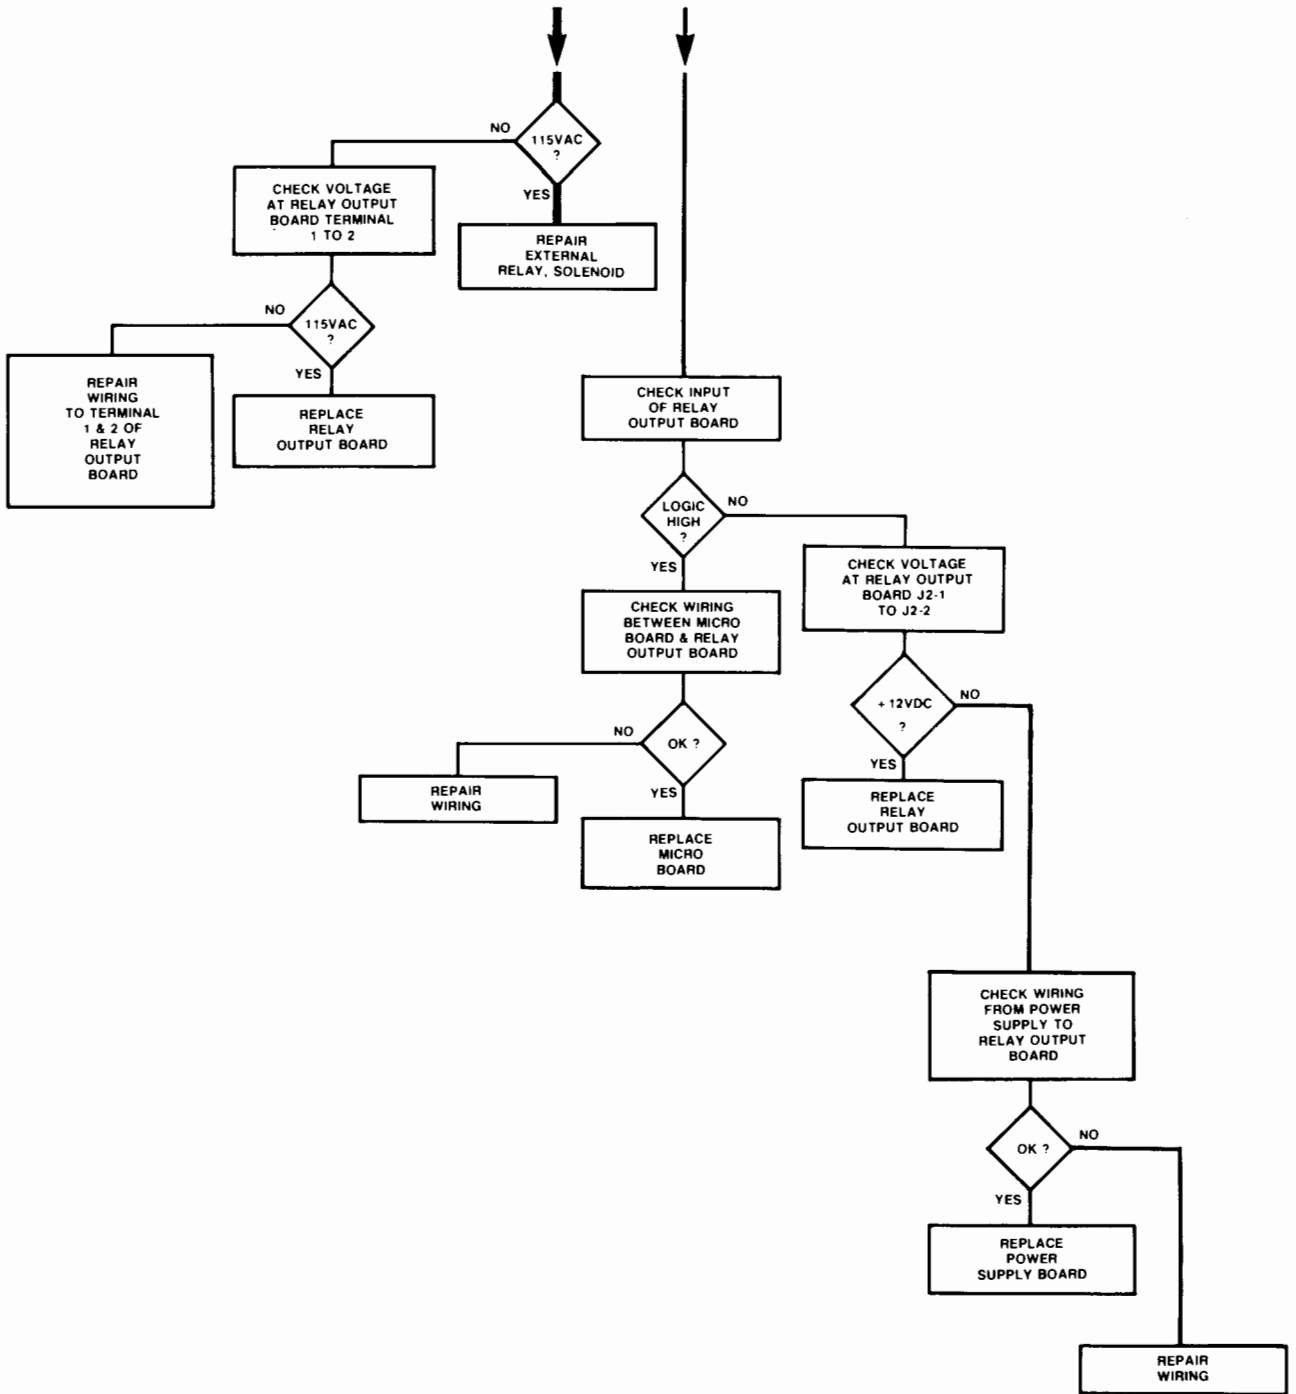 NO
115VAC
?
YES
CHECK VOLTAGE
AT RELAY OUTPUT
BOARD TERMINAL
1 TO 2
REPAIR
EXTERNAL
RELAY, SOLENOID
NO
115VAC
?
YES
REPAIR
WIRING
TO TERMINAL
1 & 2 OF
RELAY
OUTPUT
BOARD
REPLACE
RELAY
OUTPUT BOARD
CHECK INPUT
OF RELAY
OUTPUT BOARD
LOGIC
HIGH
?
NO
YES
CHECK VOLTAGE
AT RELAY OUTPUT
BOARD J2-1
TO J2-2
CHECK WIRING
BETWEEN MICRO
BOARD & RELAY
OUTPUT BOARD
+ 12VDC
?
NO
YES
NO
OK ?
YES
REPAIR
WIRING
REPLACE
MICRO
BOARD
REPLACE
RELAY
OUTPUT BOARD
CHECK WIRING
FROM POWER
SUPPLY TO
RELAY OUTPUT
BOARD
OK ?
NO
YES
REPLACE
POWER
SUPPLY BOARD
REPAIR
WIRING